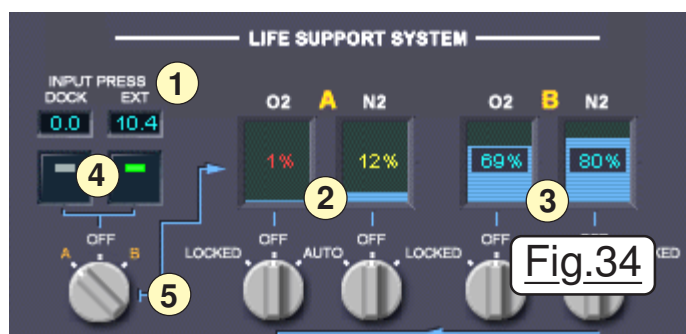 LIFE SUPPORT SYSTEM
INPUT PRESS 1
DOCK EXT
0.0 10.4
O2 A N2 O2 B N2
1% 12% 69% 80%
4 2 3
OFF
A B
LOCKED OFF AUTO OFF LOCKED OFF
5
Fig.34